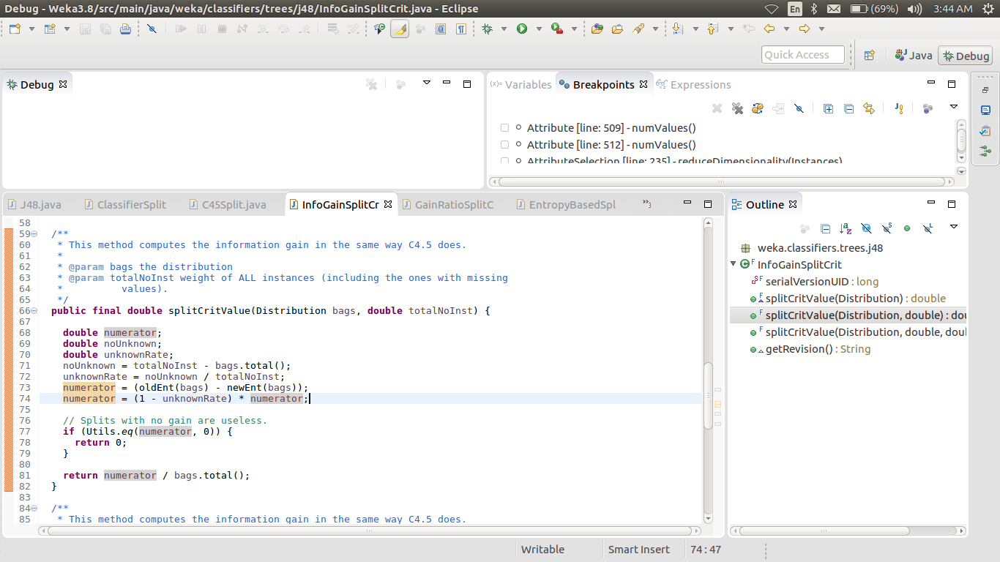 Debug - Weka3.8/src/main/java/weka/classifiers/trees/j48/InfoGainSplitCrit.java - Eclipse
En (69%) 3:44 AM
Quick Access Java Debug
Debug
Variables Breakpoints Expressions
Attribute [line: 509] - numValues()
Attribute [line: 512] - numValues()
AttributeSelection [line: 235] - reduceDimensionality(Instances)
J48.java ClassifierSplit C45Split.java InfoGainSplitCr GainRatioSplitC EntropyBasedSpl »3
58
59 /**
60 * This method computes the information gain in the same way C4.5 does.
61 *
62 * @param bags the distribution
63 * @param totalNoInst weight of ALL instances (including the ones with missing
64 * values).
65 */
66 public final double splitCritValue(Distribution bags, double totalNoInst) {
67
68 double numerator;
69 double noUnknown;
70 double unknownRate;
71 noUnknown = totalNoInst - bags.total();
72 unknownRate = noUnknown / totalNoInst;
73 numerator = (oldEnt(bags) - newEnt(bags));
74 numerator = (1 - unknownRate) * numerator;
75
76 // Splits with no gain are useless.
77 if (Utils.eq(numerator, 0)) {
78 return 0;
79 }
80
81 return numerator / bags.total();
82 }
83
84 /**
85 * This method computes the information gain in the same way C4.5 does.
Outline
weka.classifiers.trees.j48
InfoGainSplitCrit
serialVersionUID : long
splitCritValue(Distribution) : double
splitCritValue(Distribution, double) : dou
splitCritValue(Distribution, double, doul
getRevision() : String
Writable Smart Insert 74 : 47